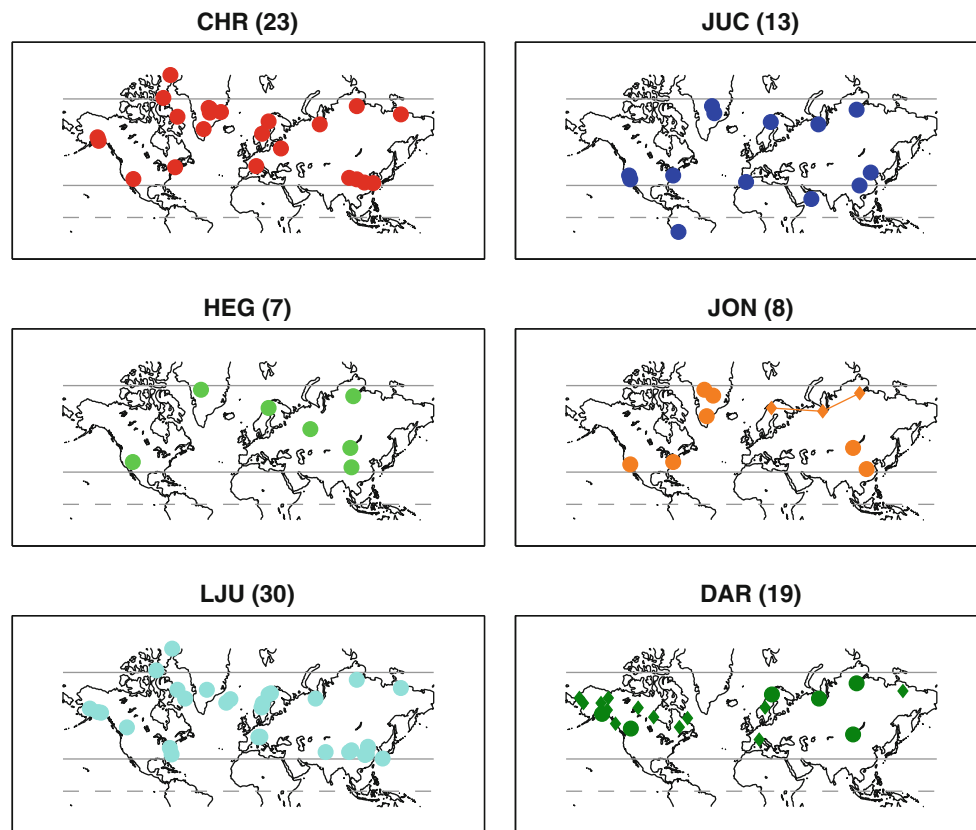 CHR (23)
JUC (13)
HEG (7)
JON (8)
LJU (30)
DAR (19)